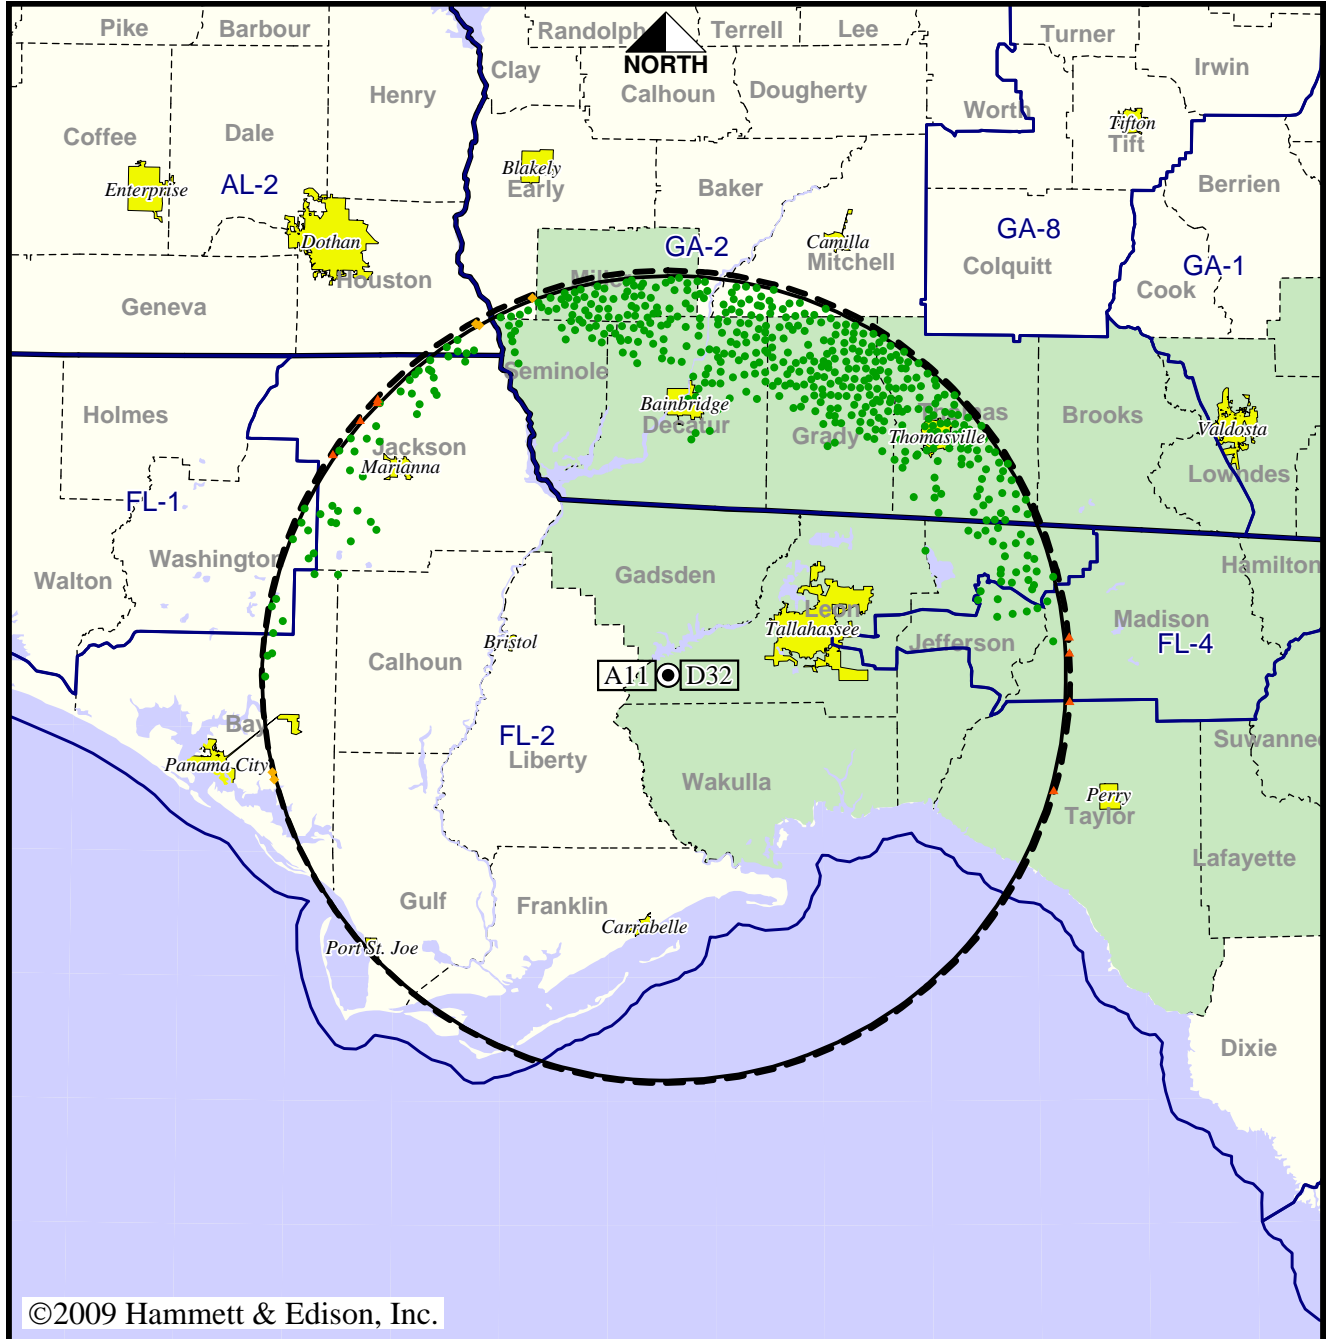 Pike
Barbour
Randolph
Terrell
Lee
Turner
Irwin
NORTH
Clay
Henry
Calhoun
Dougherty
Worth
Tifton
Tift
Coffee
Dale
Blakely
Early
Baker
Berrien
Enterprise
AL-2
Dothan
Houston
GA-2
Camilla
Mitchell
GA-8
Colquitt
GA-1
Cook
Miller
Geneva
Seminole
Holmes
Bainbridge
Decatur
Grady
Thomas
Thomasville
Brooks
Valdosta
Lowndes
Jackson
Marianna
FL-1
Washington
Walton
Gadsden
Hamilton
Leon
Tallahassee
Madison
FL-4
Jefferson
Bristol
Calhoun
A11
D32
Bay
FL-2
Liberty
Panama City
Wakulla
Suwannee
Perry
Taylor
Lafayette
Gulf
Franklin
Carrabelle
Port St. Joe
Dixie
©2009 Hammett & Edison, Inc.